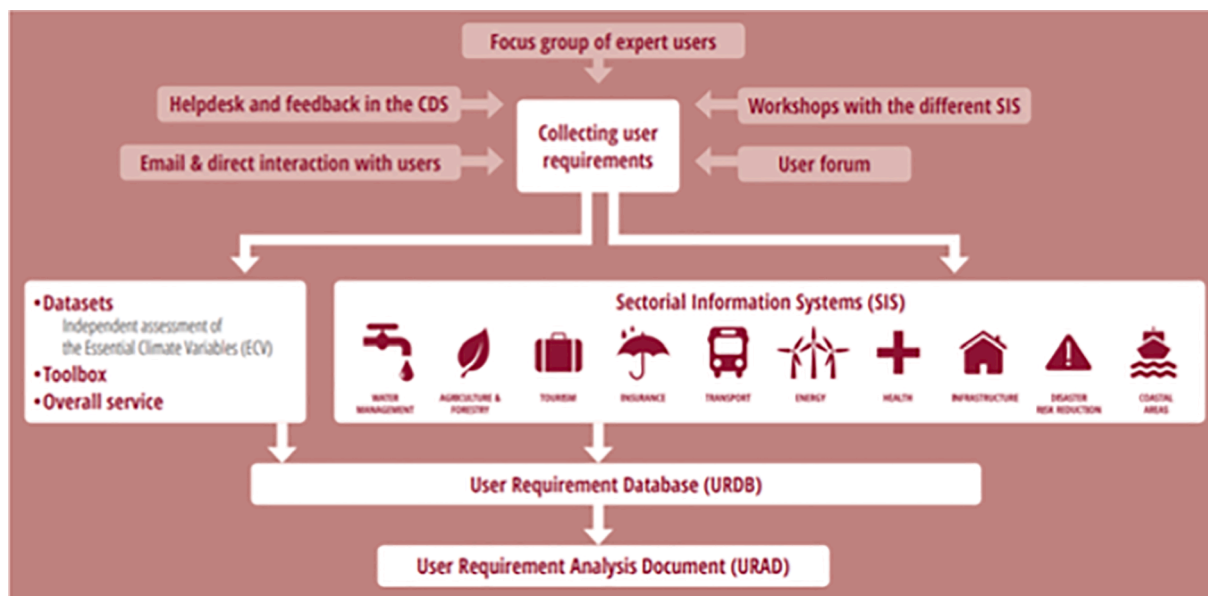 Focus group of expert users
Helpdesk and feedback in the CDS
Workshops with the different SIS
Collecting user
requirements
Email & direct interaction with users
User forum
•Datasets
Independent assessment of
the Essential Climate Variables (ECV)
•Toolbox
•Overall service
Sectorial Information Systems (SIS)
WATER
MANAGEMENT
AGRICULTURE &
FORESTRY
TOURISM
INSURANCE
TRANSPORT
ENERGY
HEALTH
INFRASTRUCTURE
DISASTER
RISK REDUCTION
COASTAL
AREAS
User Requirement Database (URDB)
User Requirement Analysis Document (URAD)